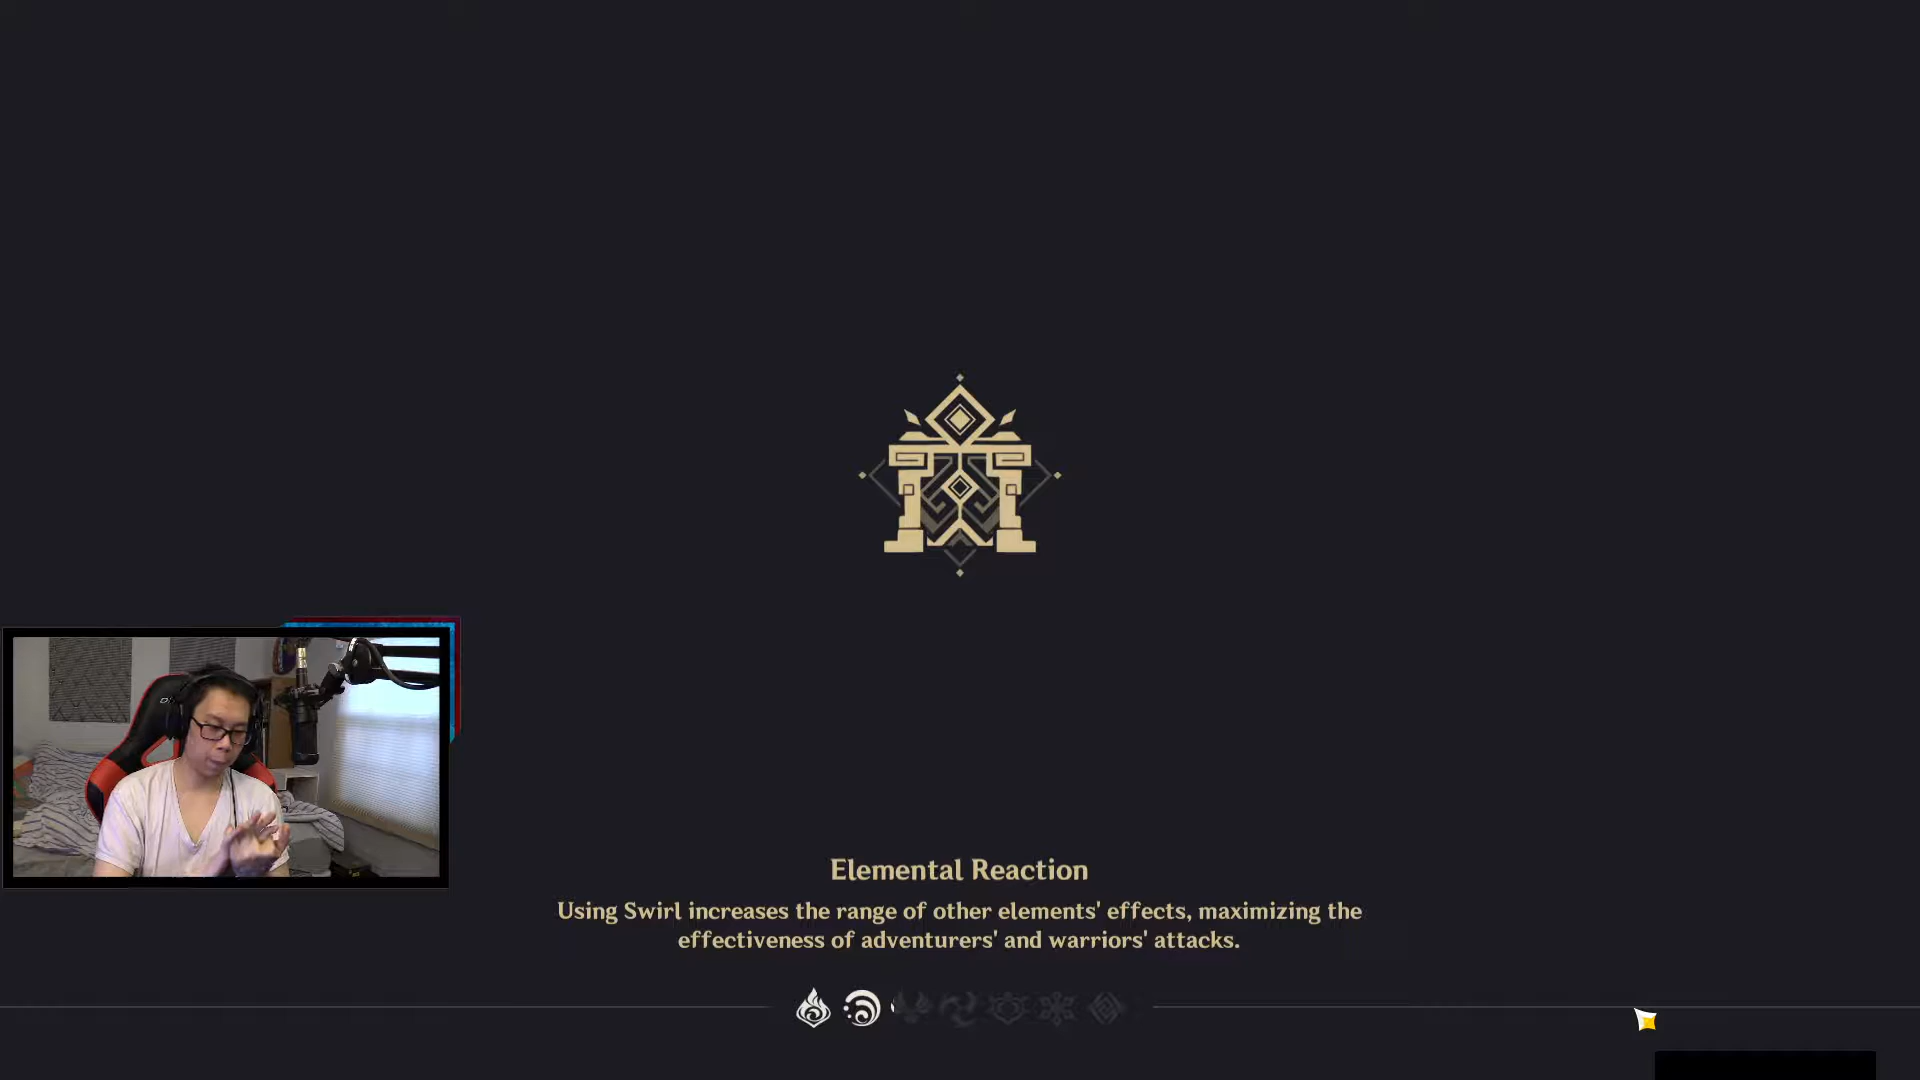 Elemental Reaction
Using Swirl increases the range of other elements' effects, maximizing the
effectiveness of adventurers' and warriors' attacks.